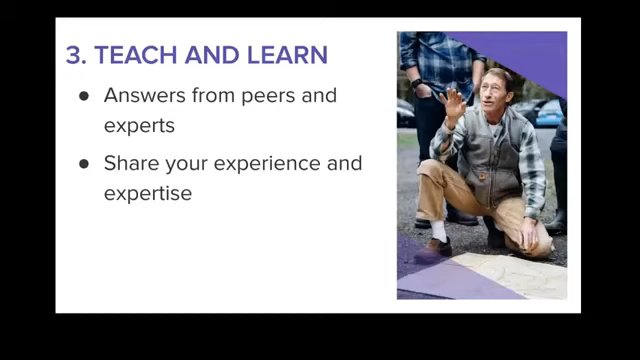 3. TEACH AND LEARN
● Answers from peers and
experts
● Share your experience and
expertise